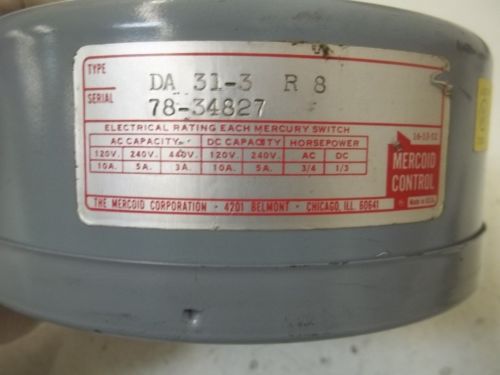 TYPE DA 31-3 R 8
SERIAL 78-34827
ELECTRICAL RATING EACH MERCURY SWITCH
AC CAPACITY DC CAPACITY HORSEPOWER
120V. 240V. 440V. 120V. 240V. AC DC
10A. 5A. 3A. 10A. 5A. 3/4 1/3
MERCOID
CONTROL
Made in U.S.A.
THE MERCOID CORPORATION · 4201 BELMONT · CHICAGO, ILL. 60641